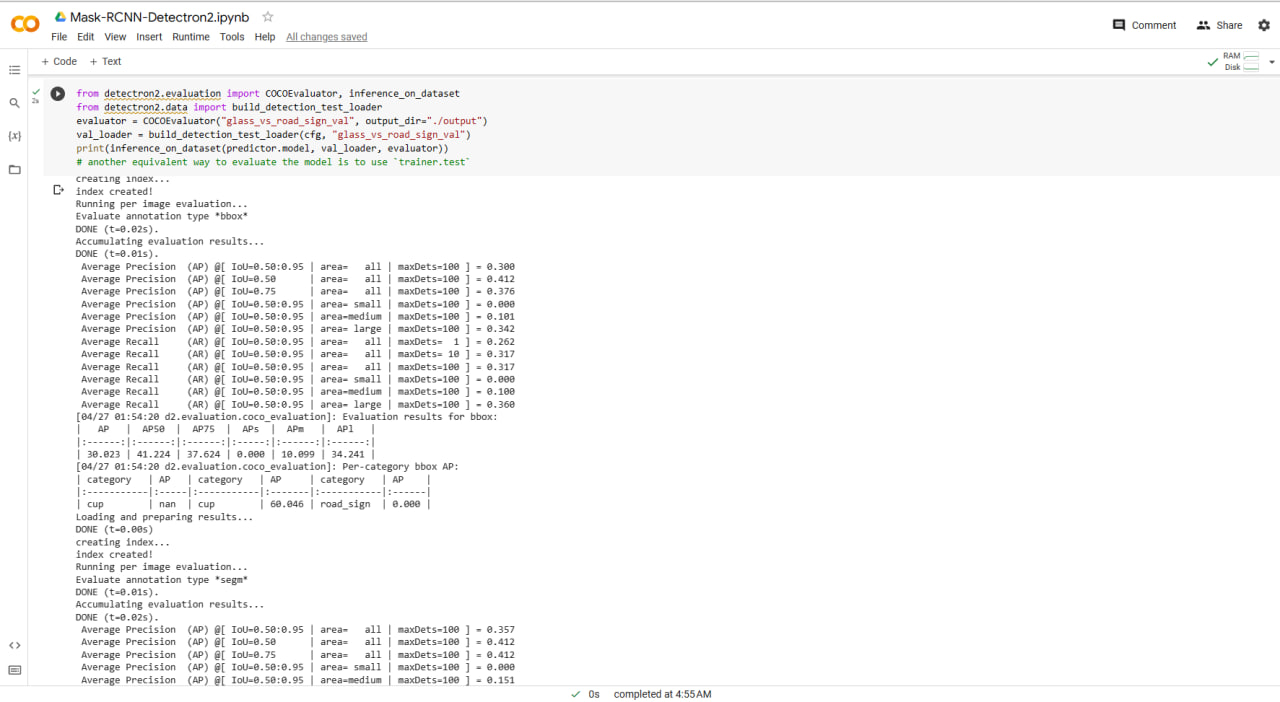 Mask-RCNN-Detectron2.ipynb
File Edit View Insert Runtime Tools Help All changes saved
Comment Share
+ Code + Text
RAM
Disk
2s
{x}
from detectron2.evaluation import COCOEvaluator, inference_on_dataset
from detectron2.data import build_detection_test_loader
evaluator = COCOEvaluator("glass_vs_road_sign_val", output_dir="./output")
val_loader = build_detection_test_loader(cfg, "glass_vs_road_sign_val")
print(inference_on_dataset(predictor.model, val_loader, evaluator))
# another equivalent way to evaluate the model is to use `trainer.test`
creating index...
index created!
Running per image evaluation...
Evaluate annotation type *bbox*
DONE (t=0.02s).
Accumulating evaluation results...
DONE (t=0.01s).
Average Precision (AP) @[ IoU=0.50:0.95 | area= all | maxDets=100 ] = 0.300
Average Precision (AP) @[ IoU=0.50 | area= all | maxDets=100 ] = 0.412
Average Precision (AP) @[ IoU=0.75 | area= all | maxDets=100 ] = 0.376
Average Precision (AP) @[ IoU=0.50:0.95 | area= small | maxDets=100 ] = 0.000
Average Precision (AP) @[ IoU=0.50:0.95 | area=medium | maxDets=100 ] = 0.101
Average Precision (AP) @[ IoU=0.50:0.95 | area= large | maxDets=100 ] = 0.342
Average Recall (AR) @[ IoU=0.50:0.95 | area= all | maxDets= 1 ] = 0.262
Average Recall (AR) @[ IoU=0.50:0.95 | area= all | maxDets= 10 ] = 0.317
Average Recall (AR) @[ IoU=0.50:0.95 | area= all | maxDets=100 ] = 0.317
Average Recall (AR) @[ IoU=0.50:0.95 | area= small | maxDets=100 ] = 0.000
Average Recall (AR) @[ IoU=0.50:0.95 | area=medium | maxDets=100 ] = 0.100
Average Recall (AR) @[ IoU=0.50:0.95 | area= large | maxDets=100 ] = 0.360
[04/27 01:54:20 d2.evaluation.coco_evaluation]: Evaluation results for bbox:
| AP | AP50 | AP75 | APs | APm | APl |
|:------:|:------:|:------:|:-----:|:------:|:------:|
| 30.023 | 41.224 | 37.624 | 0.000 | 10.099 | 34.241 |
[04/27 01:54:20 d2.evaluation.coco_evaluation]: Per-category bbox AP:
| category | AP | category | AP | category | AP |
|:-----------|:-----|:-----------|:-------|:-----------|:------|
| cup | nan | cup | 60.046 | road_sign | 0.000 |
Loading and preparing results...
DONE (t=0.00s)
creating index...
index created!
Running per image evaluation...
Evaluate annotation type *segm*
DONE (t=0.01s).
Accumulating evaluation results...
DONE (t=0.02s).
Average Precision (AP) @[ IoU=0.50:0.95 | area= all | maxDets=100 ] = 0.357
Average Precision (AP) @[ IoU=0.50 | area= all | maxDets=100 ] = 0.412
Average Precision (AP) @[ IoU=0.75 | area= all | maxDets=100 ] = 0.412
Average Precision (AP) @[ IoU=0.50:0.95 | area= small | maxDets=100 ] = 0.000
Average Precision (AP) @[ IoU=0.50:0.95 | area=medium | maxDets=100 ] = 0.151
0s completed at 4:55 AM